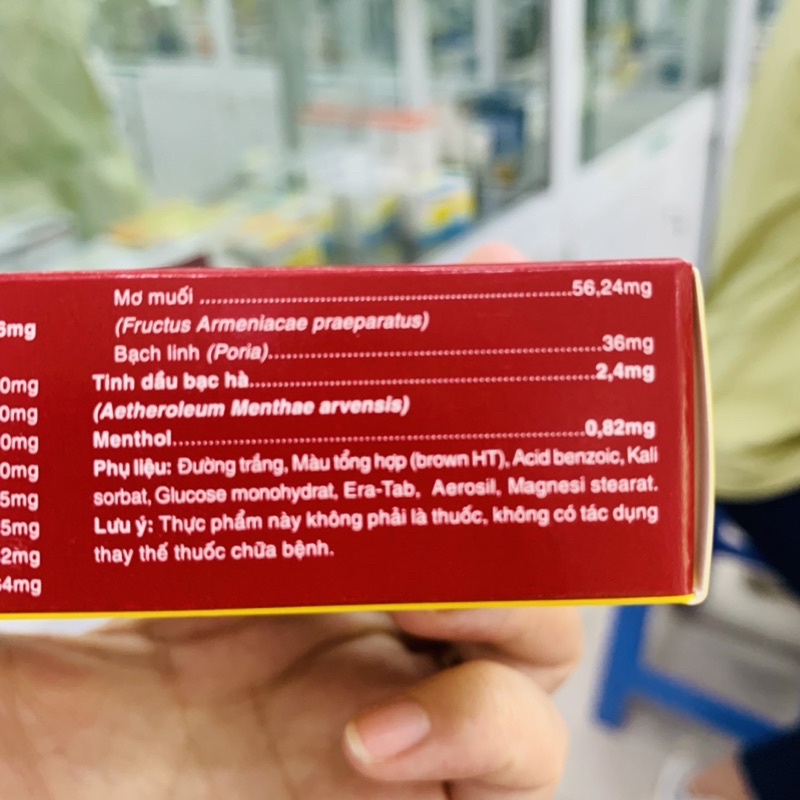 Mơ muối ........................................................56,24mg
(Fructus Armeniacae praeparatus)
Bạch linh (Poria)..................................................36mg
Tinh dầu bạc hà....................................................2,4mg
(Aetheroleum Menthae arvensis)
Menthol............................................................0,82mg
Phụ liệu: Đường trắng, Màu tổng hợp (brown HT), Acid benzoic, Kali
sorbat, Glucose monohydrat, Era-Tab, Aerosil, Magnesi stearat.
Lưu ý: Thực phẩm này không phải là thuốc, không có tác dụng
thay thế thuốc chữa bệnh.